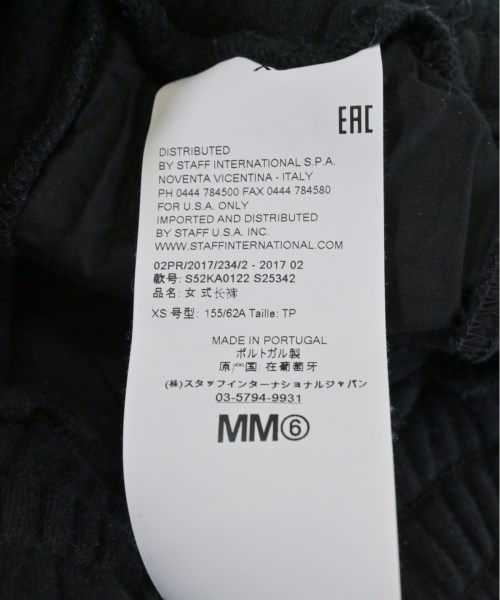 EAC
DISTRIBUTED
BY STAFF INTERNATIONAL S.P.A.
NOVENTA VICENTINA - ITALY
PH 0444 784500 FAX 0444 784580
FOR U.S.A. ONLY
IMPORTED AND DISTRIBUTED
BY STAFF U.S.A. INC.
WWW.STAFFINTERNATIONAL.COM
02PR/2017/234/2 - 2017 02
款号: S52KA0122 S25342
品名: 女式长裤
XS 号型: 155/62A Taille: TP
MADE IN PORTUGAL
ポルトガル製
原产国: 在葡萄牙
(株)スタッフインターナショナルジャパン
03-5794-9931
MM⑥